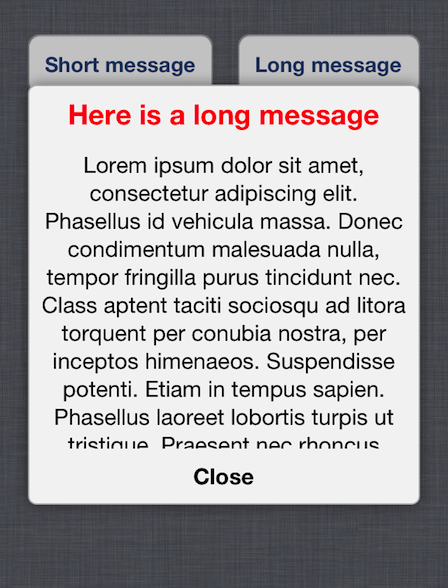 Short message
Long message
Here is a long message
Lorem ipsum dolor sit amet,
consectetur adipiscing elit.
Phasellus id vehicula massa. Donec
condimentum malesuada nulla,
tempor fringilla purus tincidunt nec.
Class aptent taciti sociosqu ad litora
torquent per conubia nostra, per
inceptos himenaeos. Suspendisse
potenti. Etiam in tempus sapien.
Phasellus laoreet lobortis turpis ut
tristique. Praesent nec rhoncus
Close